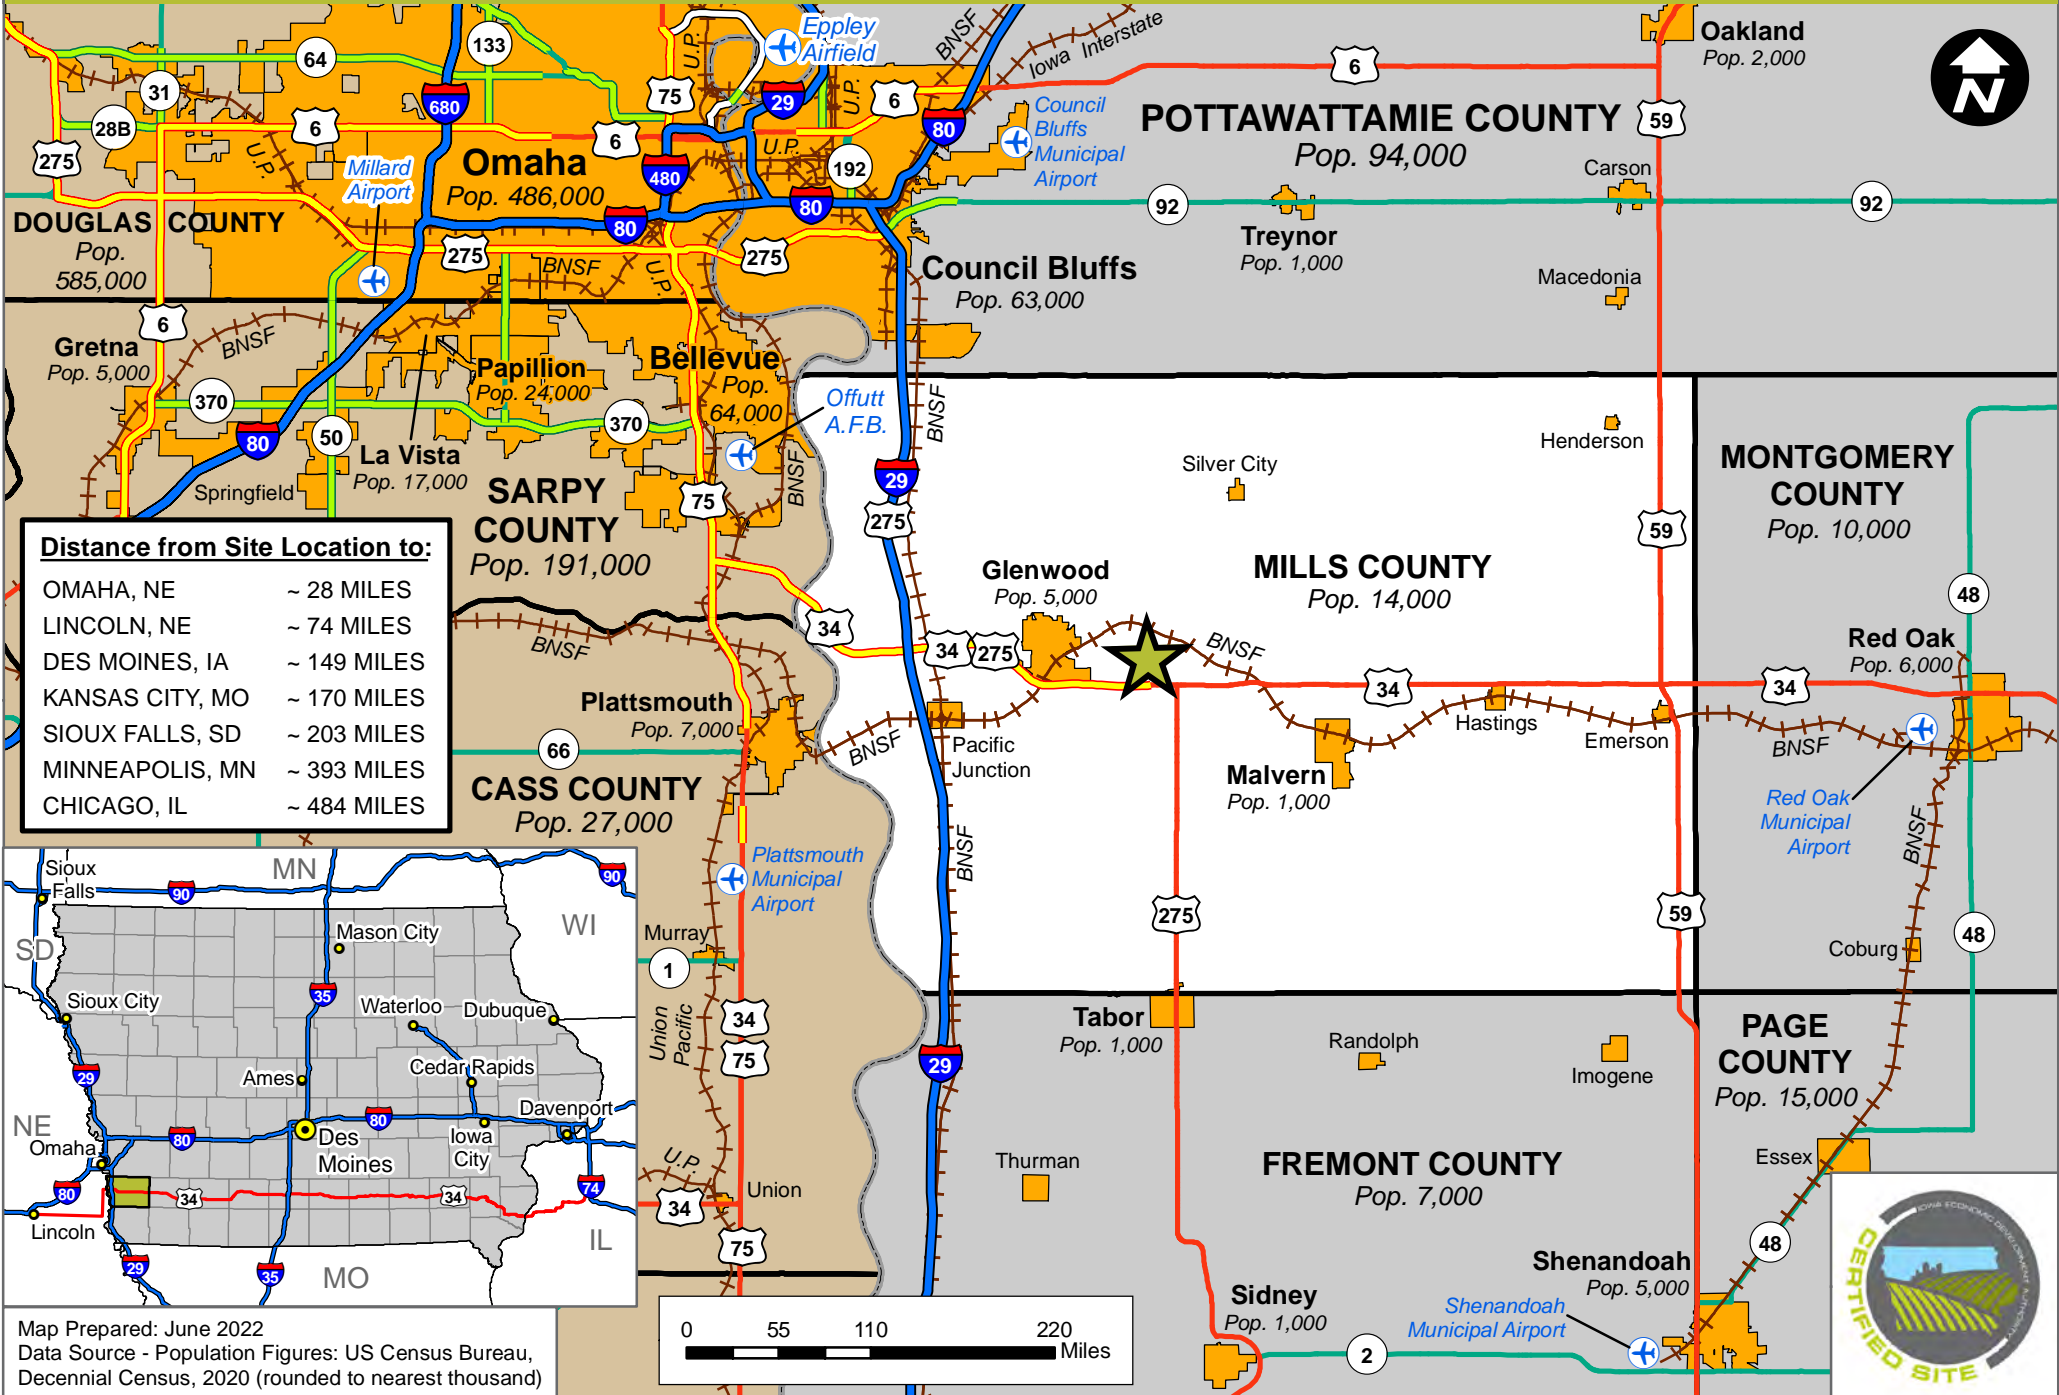 Eppley
Airfield
BNSF
Iowa Interstate
Oakland
Pop. 2,000
N
64
133
U.P.
75
29
U.P.
6
6
31
680
28B
6
6
80
Council
Bluffs
Municipal
Airport
POTTAWATTAMIE COUNTY
Pop. 94,000
59
275
U.P.
Millard
Airport
Omaha
Pop. 486,000
480
U.P.
192
Carson
80
80
92
92
DOUGLAS COUNTY
Pop.
585,000
275
BNSF
U.P.
275
Council Bluffs
Pop. 63,000
Treynor
Pop. 1,000
Macedonia
6
BNSF
Gretna
Pop. 5,000
Papillion
Pop. 24,000
Bellevue
Pop.
64,000
Offutt
A.F.B.
BNSF
370
370
80
50
La Vista
Pop. 17,000
Springfield
SARPY
COUNTY
Pop. 191,000
75
BNSF
29
275
Silver City
Henderson
MONTGOMERY
COUNTY
Pop. 10,000
59
48
Distance from Site Location to:
OMAHA, NE ~ 28 MILES
LINCOLN, NE ~ 74 MILES
DES MOINES, IA ~ 149 MILES
KANSAS CITY, MO ~ 170 MILES
SIOUX FALLS, SD ~ 203 MILES
MINNEAPOLIS, MN ~ 393 MILES
CHICAGO, IL ~ 484 MILES
Glenwood
Pop. 5,000
MILLS COUNTY
Pop. 14,000
BNSF
34
34
275
BNSF
34
34
Red Oak
Pop. 6,000
Plattsmouth
Pop. 7,000
66
BNSF
Pacific
Junction
Hastings
Emerson
BNSF
CASS COUNTY
Pop. 27,000
Malvern
Pop. 1,000
Red Oak
Municipal
Airport
BNSF
BNSF
Plattsmouth
Municipal
Airport
275
59
48
Murray
1
Coburg
Union
Pacific
34
75
29
Tabor
Pop. 1,000
Randolph
Imogene
PAGE
COUNTY
Pop. 15,000
Thurman
FREMONT COUNTY
Pop. 7,000
Essex
U.P.
Union
34
75
48
Sidney
Pop. 1,000
Shenandoah
Pop. 5,000
Shenandoah
Municipal Airport
2
Sioux
Falls
MN
90
90
WI
SD
Mason City
Sioux City
35
Waterloo
Dubuque
29
Ames
Cedar Rapids
Davenport
NE
Omaha
80
80
Des
Moines
Iowa
City
80
34
34
74
Lincoln
29
35
MO
IL
Map Prepared: June 2022
Data Source - Population Figures: US Census Bureau,
Decennial Census, 2020 (rounded to nearest thousand)
0 55 110 220
Miles
IOWA ECONOMIC DEVELOPMENT AUTHORITY
CERTIFIED SITE